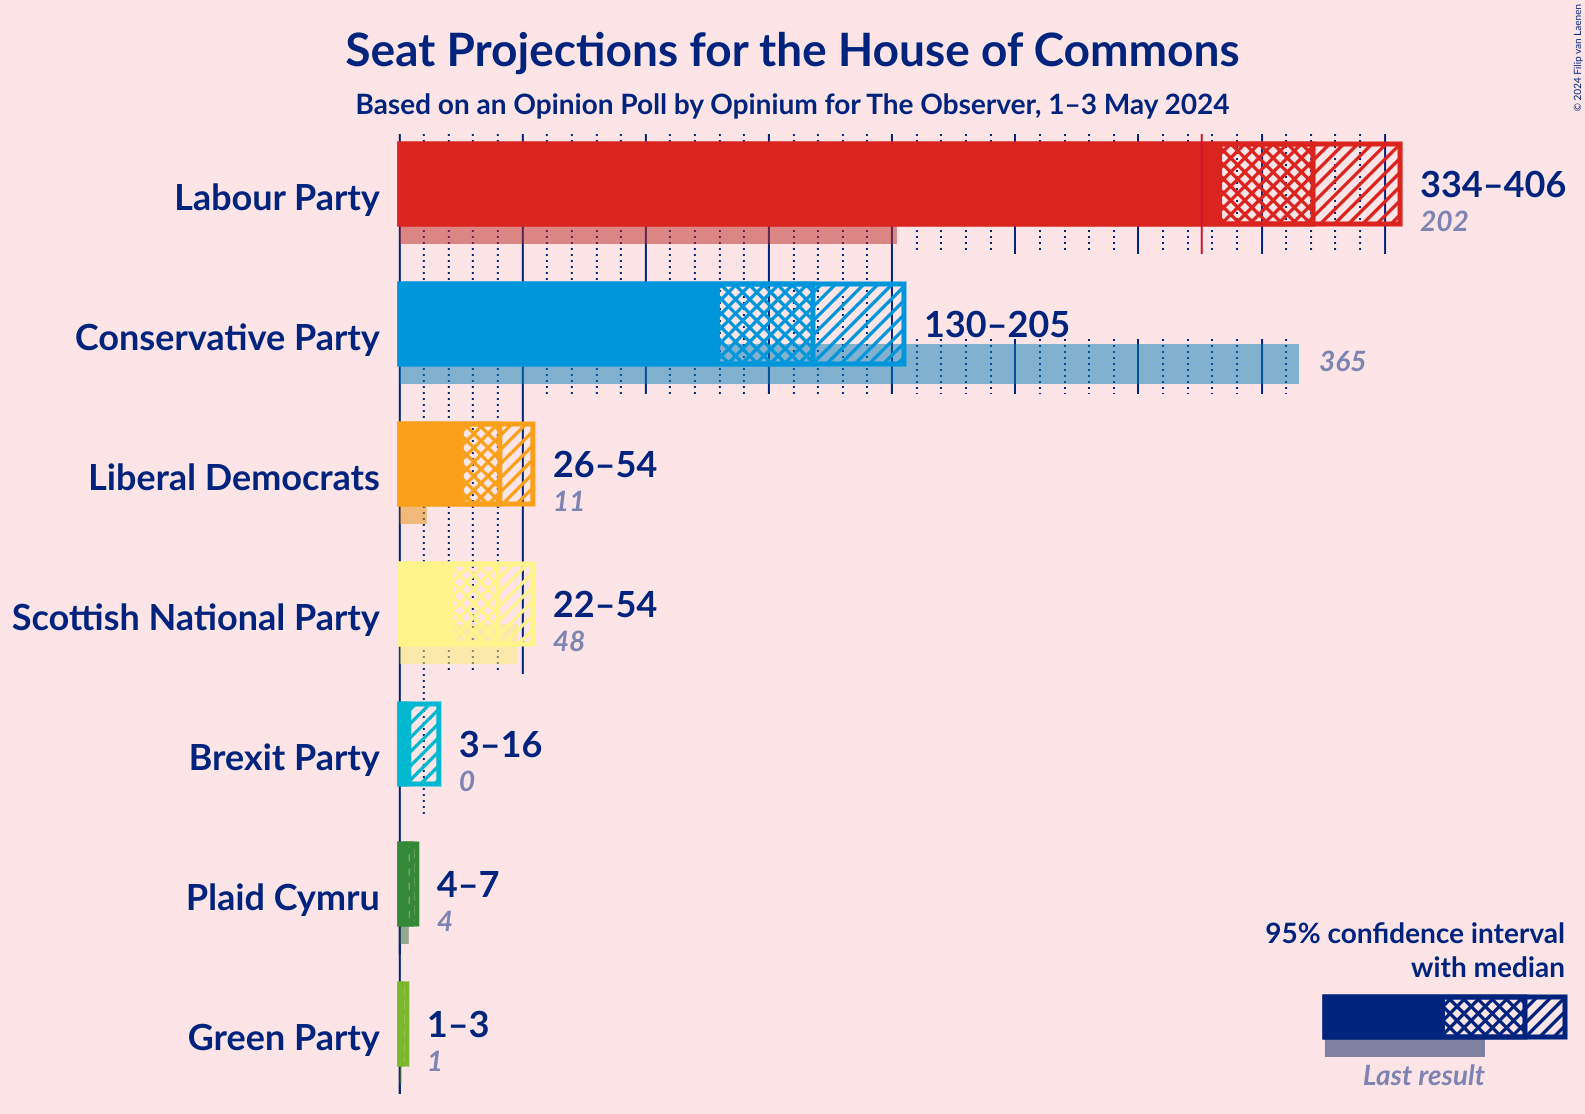 Seat Projections for the House of Commons
Based on an Opinion Poll by Opinium for The Observer, 1–3 May 2024
© 2024 Filip van Laenen
Labour Party
334–406
202
Conservative Party
130–205
365
Liberal Democrats
26–54
11
Scottish National Party
22–54
48
Brexit Party
3–16
0
Plaid Cymru
4–7
4
Green Party
1–3
1
95% confidence interval
with median
Last result